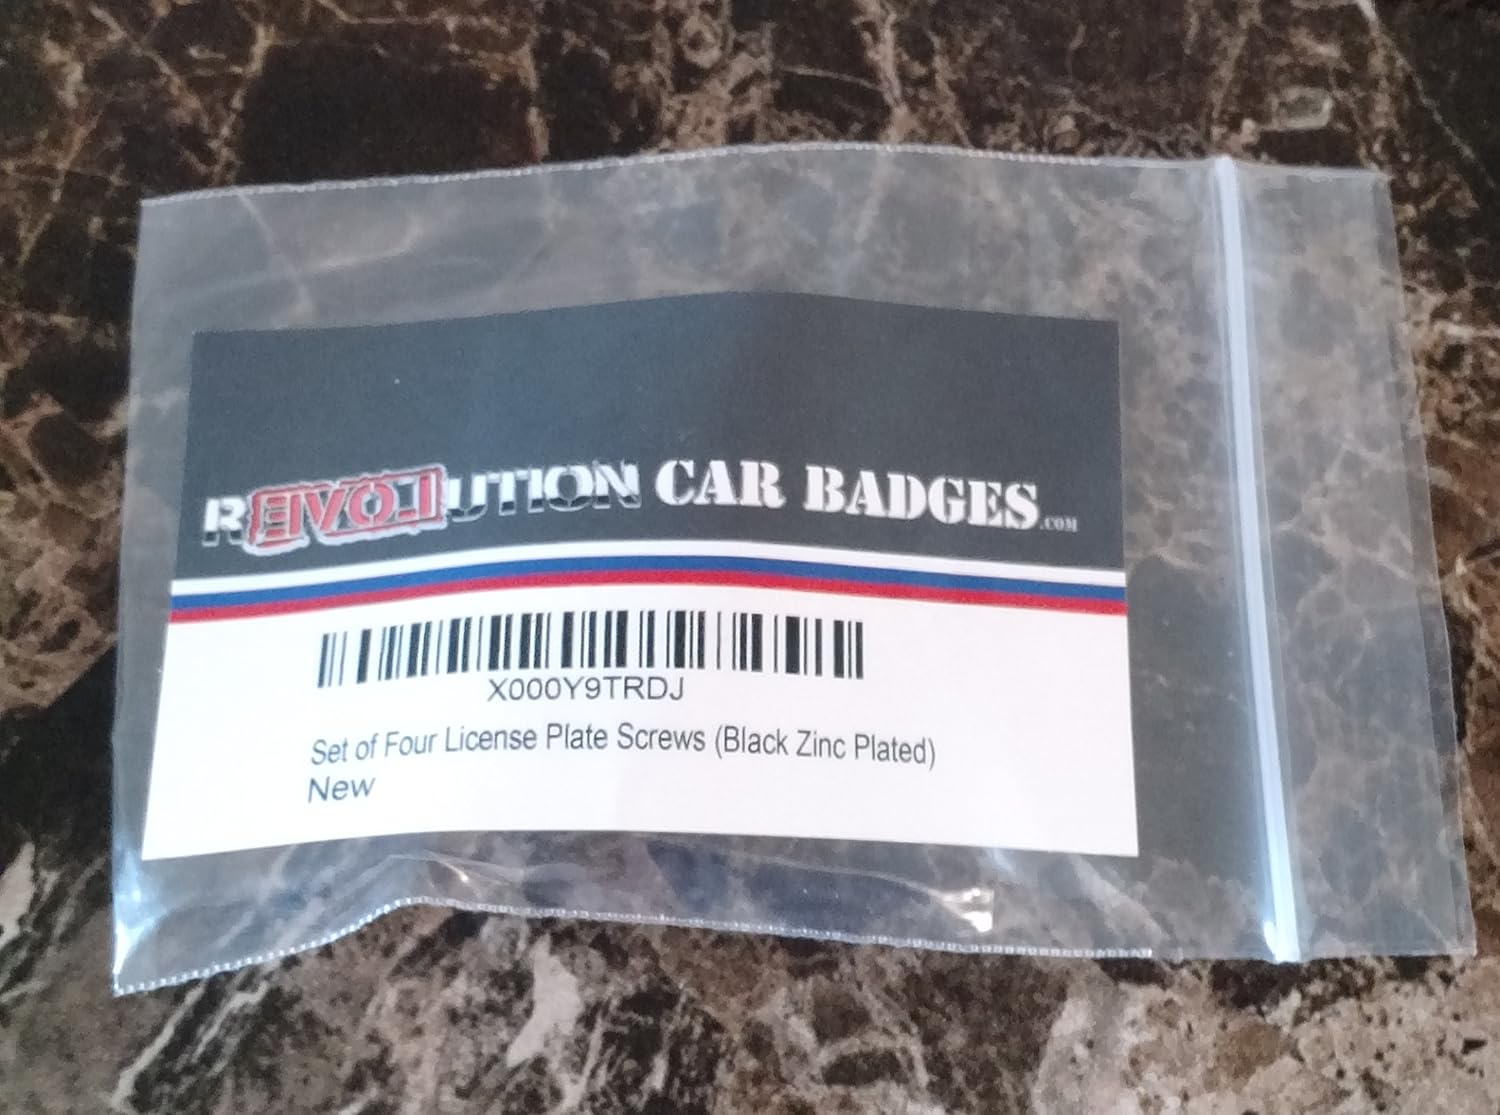 REVOLUTION CAR BADGES.COM
X000Y9TRDJ
Set of Four License Plate Screws (Black Zinc Plated)
New